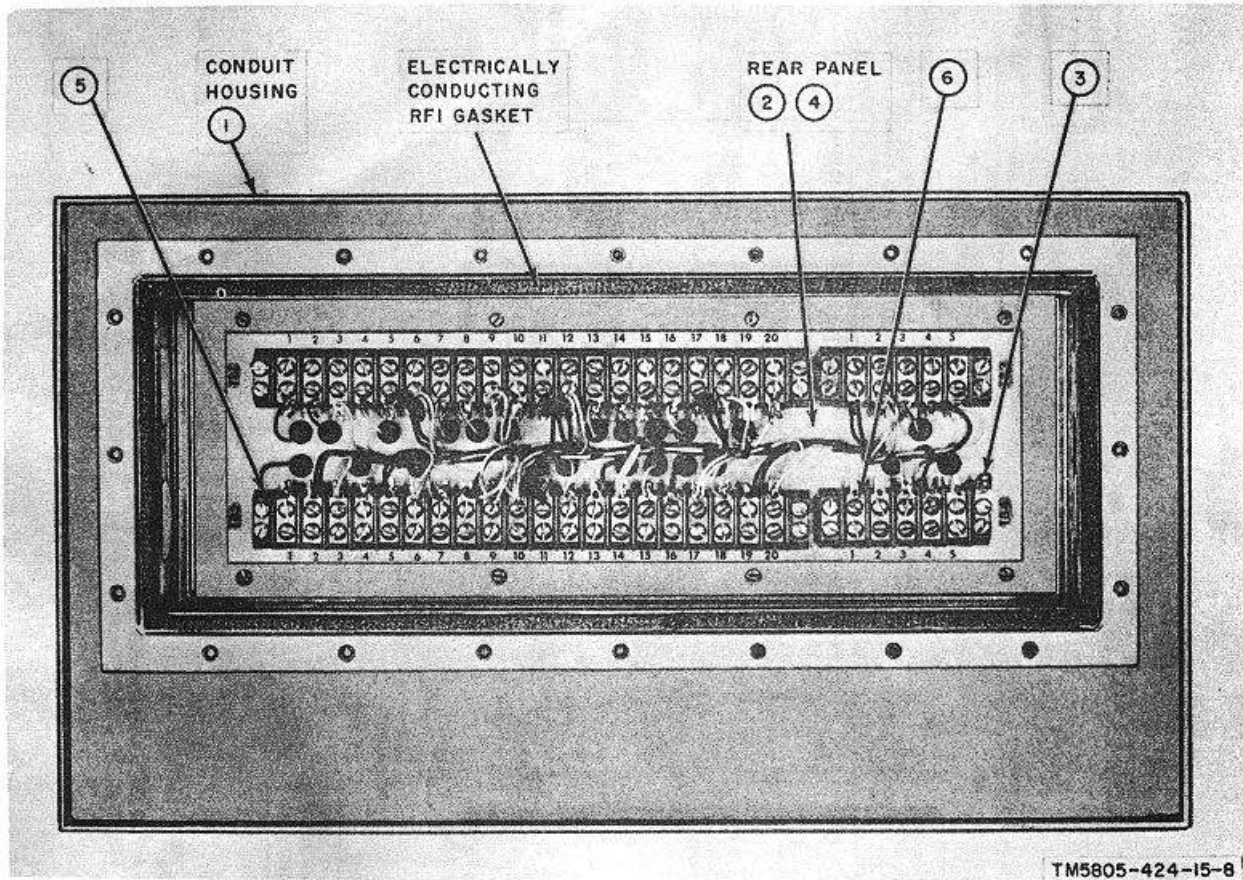 5
CONDUIT
HOUSING
1
ELECTRICALLY
CONDUCTING
RFI GASKET
REAR PANEL
2 4
6
3
1 2 3 4 5 6 7 8 9 10 11 12 13 14 15 16 17 18 19 20 1 2 3 4 5
1 2 3 4 5 6 7 8 9 10 11 12 13 14 15 16 17 18 19 20 1 2 3 4 5
TM5805-424-15-8